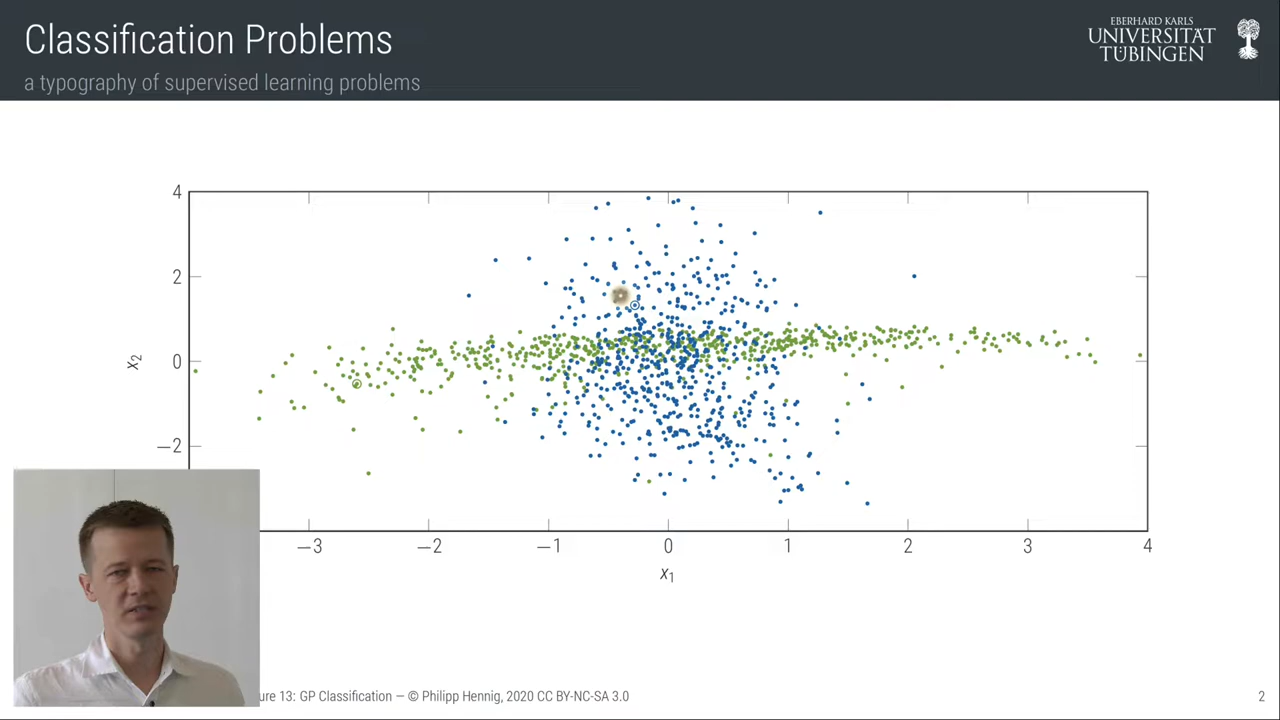 Classification Problems
a typography of supervised learning problems
EBERHARD KARLS
UNIVERSITÄT
TÜBINGEN
4
2
0
−2
x2
−3 −2 −1 0 1 2 3 4
x1
ure 13: GP Classification — © Philipp Hennig, 2020 CC BY-NC-SA 3.0
2